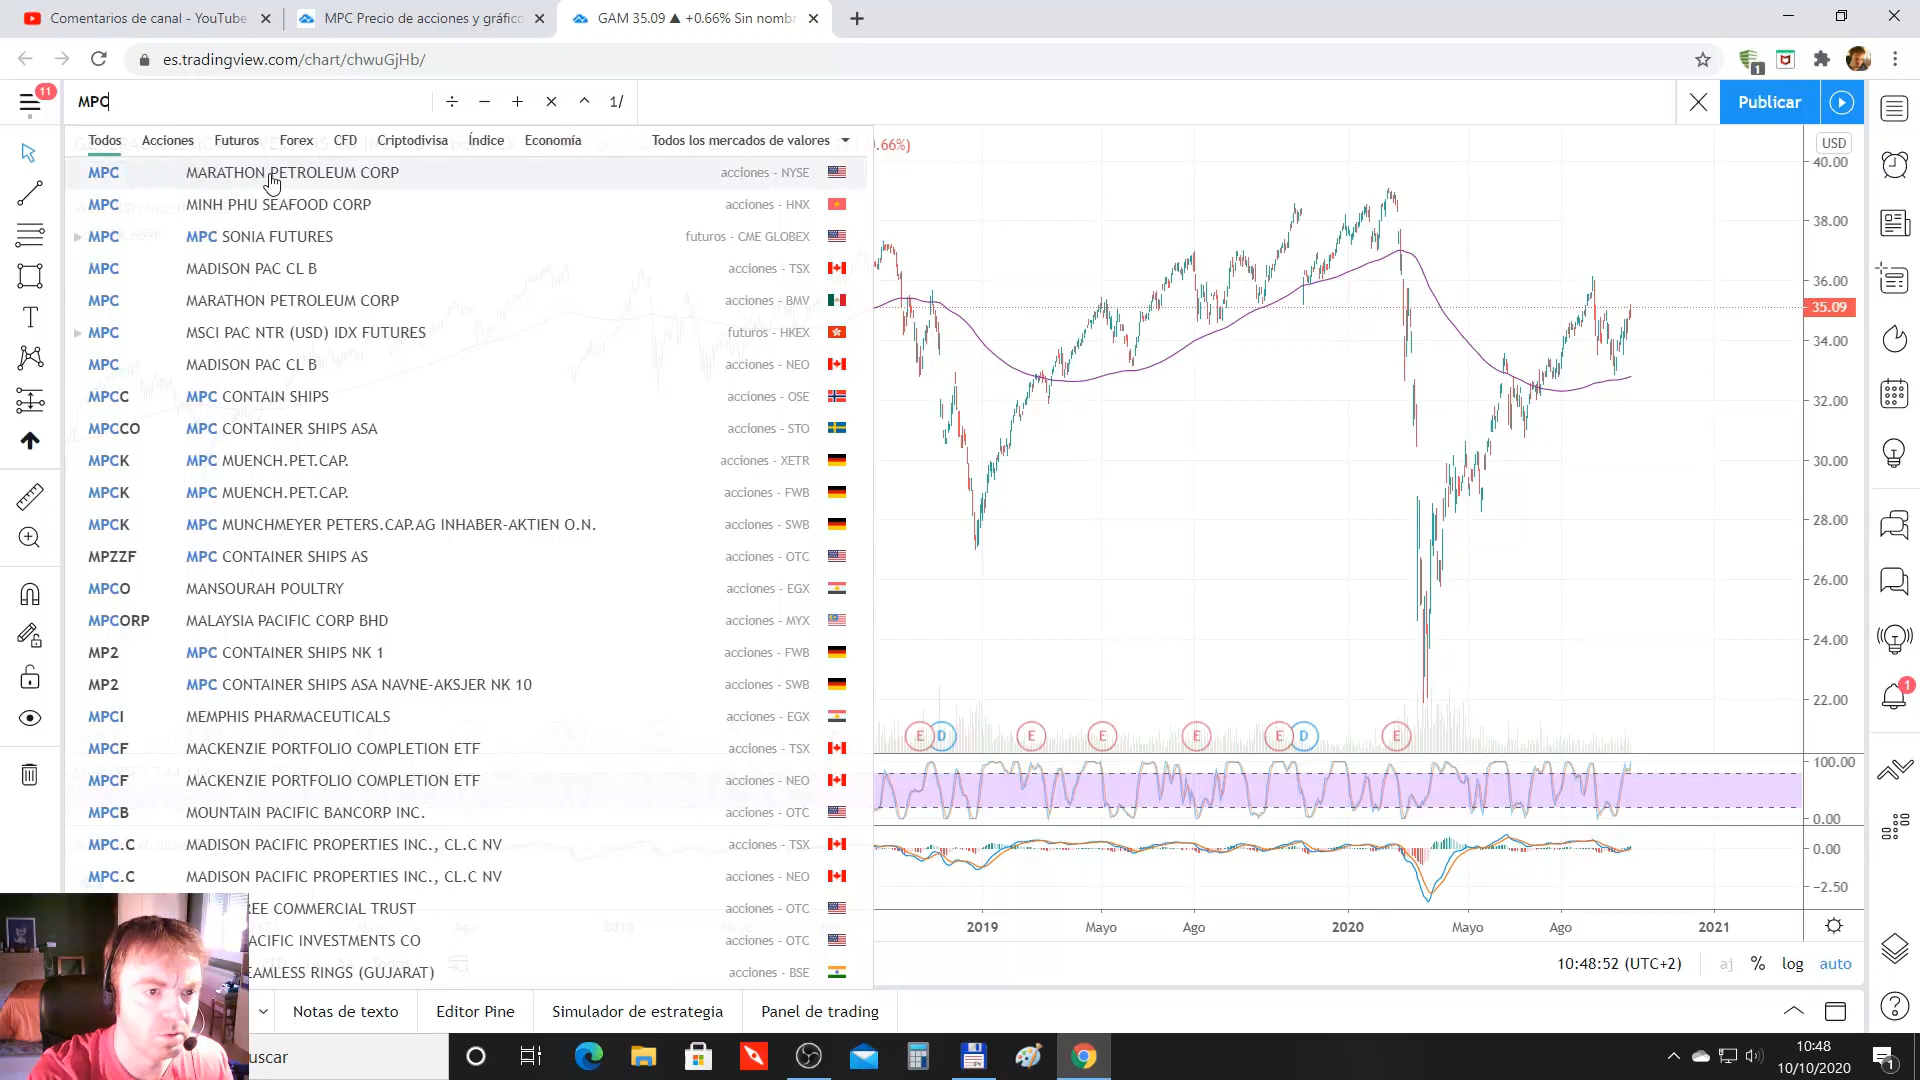 Comentarios de canal - YouTube
MPC Precio de acciones y gráfico
GAM 35.09 ▲ +0.66% Sin nombr
es.tradingview.com/chart/chwuGjHb/
1
11
MPC
÷ − + × ^ 1/
Publicar
Todos Acciones Futuros Forex CFD Criptodivisa Índice Economía Todos los mercados de valores
.66%)
USD
MPC MARATHON PETROLEUM CORP acciones - NYSE
MPC MINH PHU SEAFOOD CORP acciones - HNX
MPC MPC SONIA FUTURES futuros - CME GLOBEX
MPC MADISON PAC CL B acciones - TSX
MPC MARATHON PETROLEUM CORP acciones - BMV
MPC MSCI PAC NTR (USD) IDX FUTURES futuros - HKEX
MPC MADISON PAC CL B acciones - NEO
MPCC MPC CONTAIN SHIPS acciones - OSE
MPCCO MPC CONTAINER SHIPS ASA acciones - STO
MPCK MPC MUENCH.PET.CAP. acciones - XETR
MPCK MPC MUENCH.PET.CAP. acciones - FWB
MPCK MPC MUNCHMEYER PETERS.CAP.AG INHABER-AKTIEN O.N. acciones - SWB
MPZZF MPC CONTAINER SHIPS AS acciones - OTC
MPCO MANSOURAH POULTRY acciones - EGX
MPCORP MALAYSIA PACIFIC CORP BHD acciones - MYX
MP2 MPC CONTAINER SHIPS NK 1 acciones - FWB
MP2 MPC CONTAINER SHIPS ASA NAVNE-AKSJER NK 10 acciones - SWB
MPCI MEMPHIS PHARMACEUTICALS acciones - EGX
MPCF MACKENZIE PORTFOLIO COMPLETION ETF acciones - TSX
MPCF MACKENZIE PORTFOLIO COMPLETION ETF acciones - NEO
MPCB MOUNTAIN PACIFIC BANCORP INC. acciones - OTC
MPC.C MADISON PACIFIC PROPERTIES INC., CL.C NV acciones - TSX
MPC.C MADISON PACIFIC PROPERTIES INC., CL.C NV acciones - NEO
REE COMMERCIAL TRUST acciones - OTC
ACIFIC INVESTMENTS CO acciones - OTC
EAMLESS RINGS (GUJARAT) acciones - BSE
40.00
38.00
36.00
35.09
34.00
32.00
30.00
28.00
26.00
24.00
22.00
E D E E E E D E
100.00
0.00
0.00
−2.50
2019 Mayo Ago 2020 Mayo Ago 2021
10:48:52 (UTC+2) aj % log auto
1
Notas de texto Editor Pine Simulador de estrategia Panel de trading
uscar
10:48
10/10/2020
1